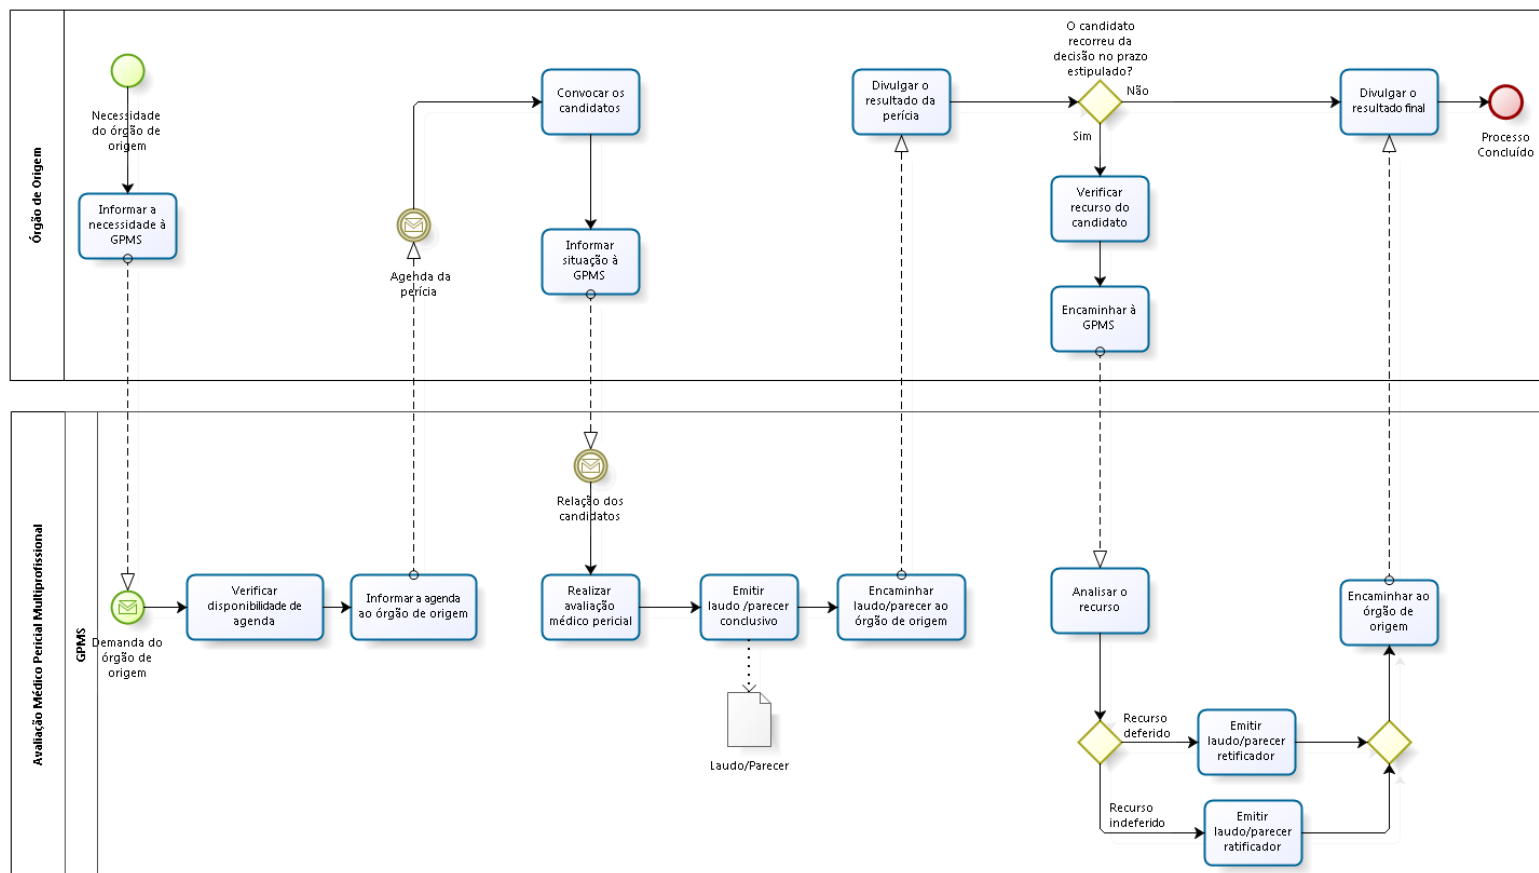 Órgão de Origem
Necessidade
do órgão de
origem
Informar a
necessidade à
GPMS
Agenda da
perícia
Convocar os
candidatos
Informar
situação à
GPMS
Divulgar o
resultado da
perícia
O candidato
recorreu da
decisão no prazo
estipulado?
Não
Sim
Verificar
recurso do
candidato
Encaminhar à
GPMS
Divulgar o
resultado final
Processo
Concluído
Avaliação Médico Pericial Multiprofissional
GPMS
Demanda do
órgão de
origem
Verificar
disponibilidade de
agenda
Informar a agenda
ao órgão de origem
Relação dos
candidatos
Realizar
avaliação
médico pericial
Emitir
laudo /parecer
conclusivo
Laudo/Parecer
Encaminhar
laudo/parecer ao
órgão de origem
Analisar o
recurso
Recurso
deferido
Emitir
laudo/parecer
retificador
Recurso
indeferido
Emitir
laudo/parecer
ratificador
Encaminhar ao
órgão de
origem